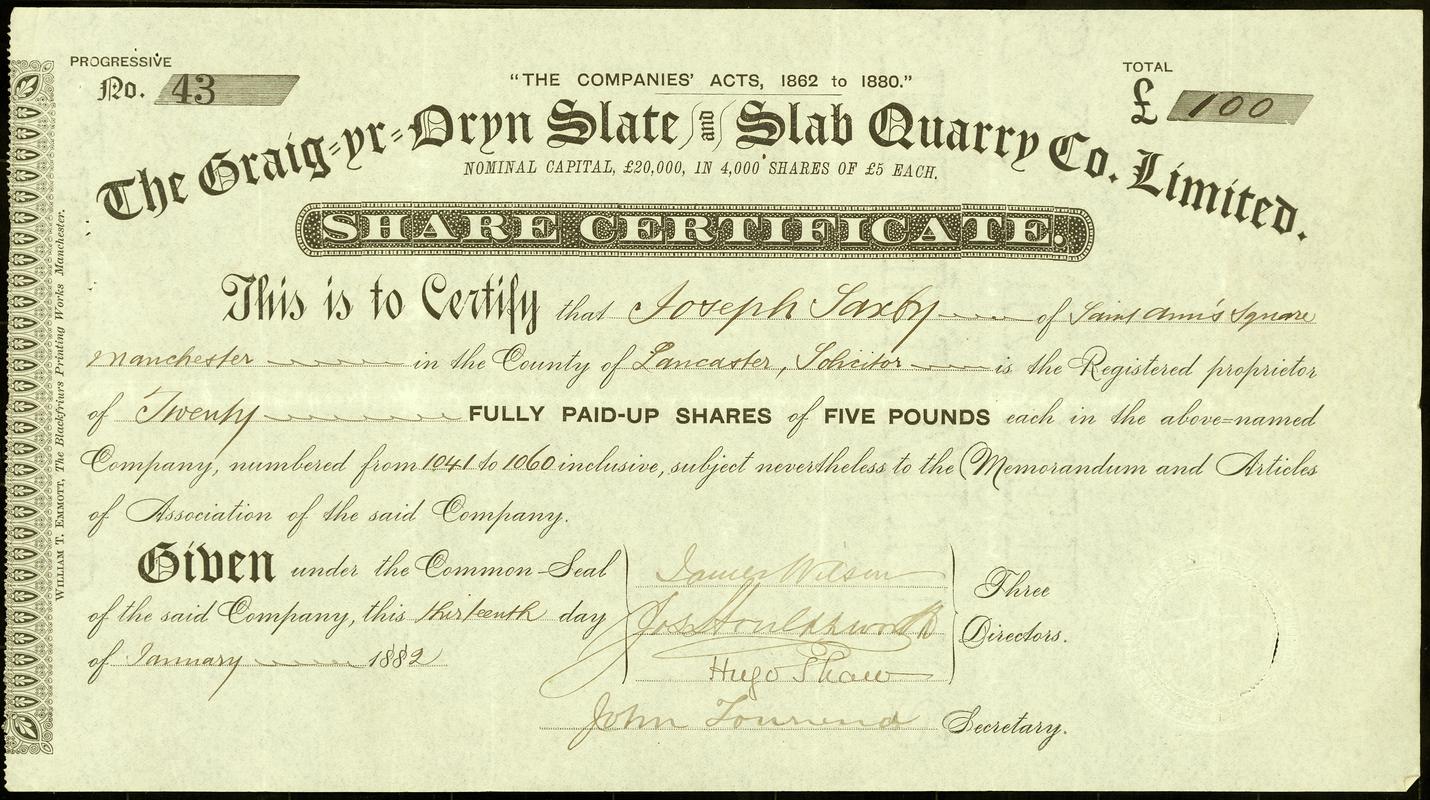 PROGRESSIVE
No. 43
TOTAL
£ 100
"THE COMPANIES' ACTS, 1862 to 1880."
The Graig-yr-Dryn Slate and Slab Quarry Co. Limited.
NOMINAL CAPITAL, £20,000, IN 4,000 SHARES OF £5 EACH.
SHARE CERTIFICATE.
This is to Certify that Joseph Saxby of Saint Ann's Square
Manchester in the County of Lancaster, Solicitor is the Registered proprietor
of Twenty FULLY PAID-UP SHARES of FIVE POUNDS each in the above=named
Company, numbered from 1041 to 1060 inclusive, subject nevertheless to the Memorandum and Articles
of Association of the said Company.
Given under the Common-Seal
of the said Company, this thirteenth day
of January 1882
James Wilson
Jos Houldsworth
Hugo Shaw
Three
Directors.
John Townend Secretary.
WILLIAM T. EMMOTT, The Blackfriars Printing Works Manchester.